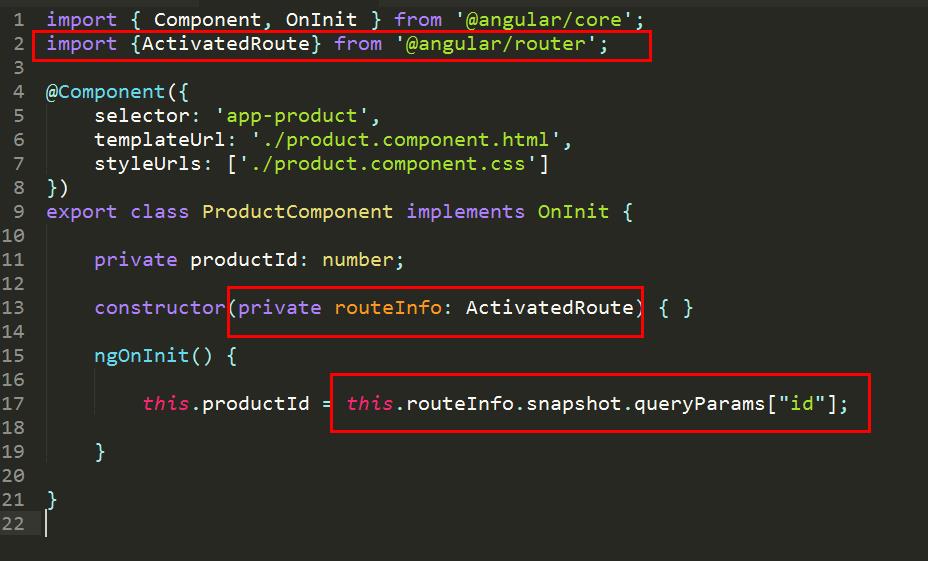 1 import { Component, OnInit } from '@angular/core';
2 import {ActivatedRoute} from '@angular/router';
3
4 @Component({
5     selector: 'app-product',
6     templateUrl: './product.component.html',
7     styleUrls: ['./product.component.css']
8 })
9 export class ProductComponent implements OnInit {
10
11     private productId: number;
12
13     constructor(private routeInfo: ActivatedRoute) { }
14
15     ngOnInit() {
16
17         this.productId = this.routeInfo.snapshot.queryParams["id"];
18
19     }
20
21 }
22